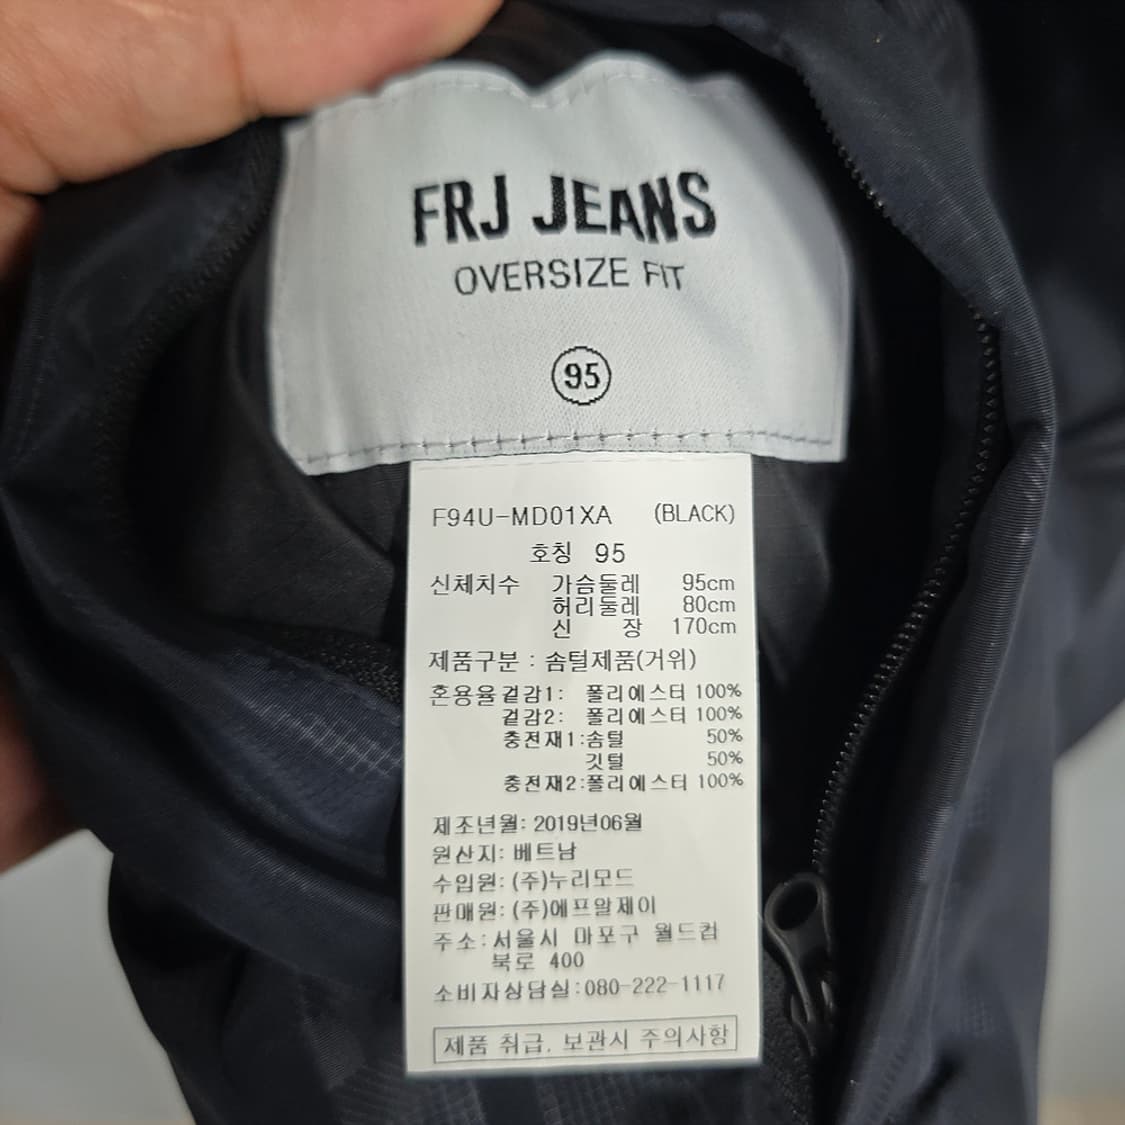 FRJ JEANS
OVERSIZE FIT
95
F94U-MD01XA (BLACK)
호칭 95
신체치수 가슴둘레 95cm
허리둘레 80cm
신 장 170cm
제품구분 : 솜털제품(거위)
혼용율 겉감1: 폴리에스터 100%
겉감2: 폴리에스터 100%
충전재1:솜털 50%
깃털 50%
충전재2:폴리에스터 100%
제조년월: 2019년06월
원산지: 베트남
수입원: (주)누리모드
판매원: (주)에프알제이
주소: 서울시 마포구 월드컵
북로 400
소비자상담실:080-222-1117
제품 취급, 보관시 주의사항